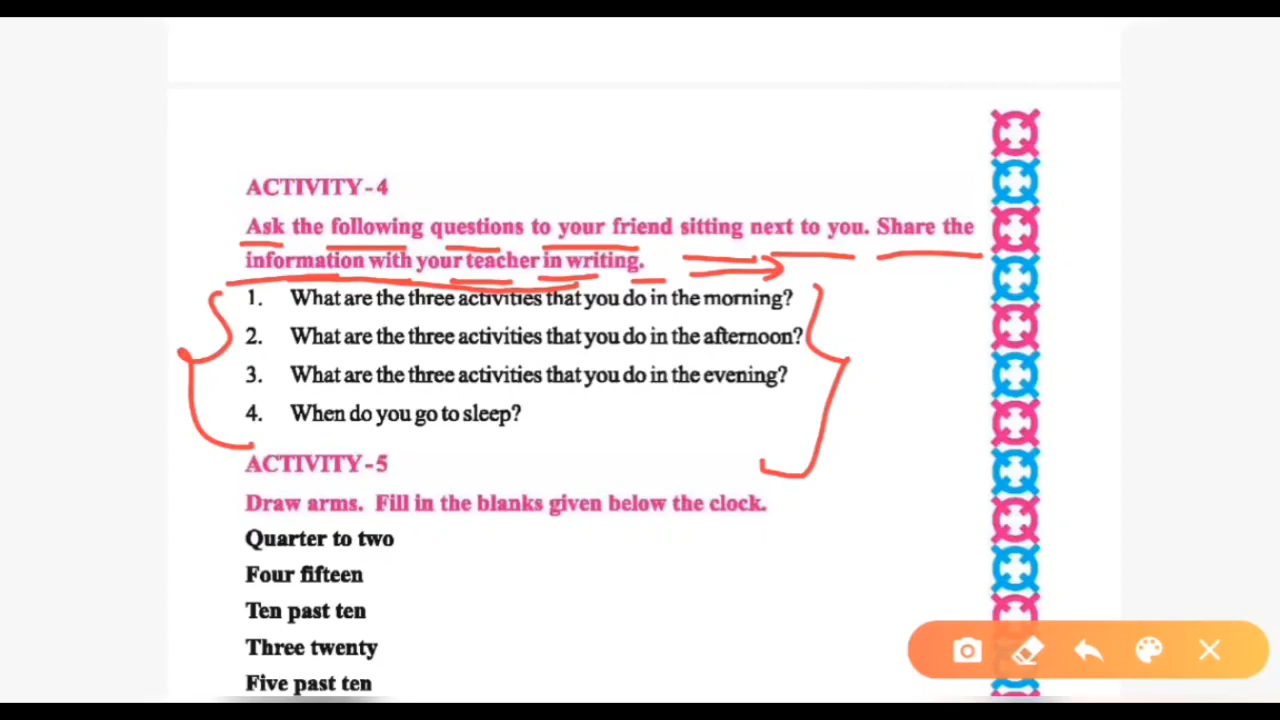 ACTIVITY-4
Ask the following questions to your friend sitting next to you. Share the
information with your teacher in writing.
1. What are the three activities that you do in the morning?
2. What are the three activities that you do in the afternoon?
3. What are the three activities that you do in the evening?
4. When do you go to sleep?
ACTIVITY-5
Draw arms. Fill in the blanks given below the clock.
Quarter to two
Four fifteen
Ten past ten
Three twenty
Five past ten